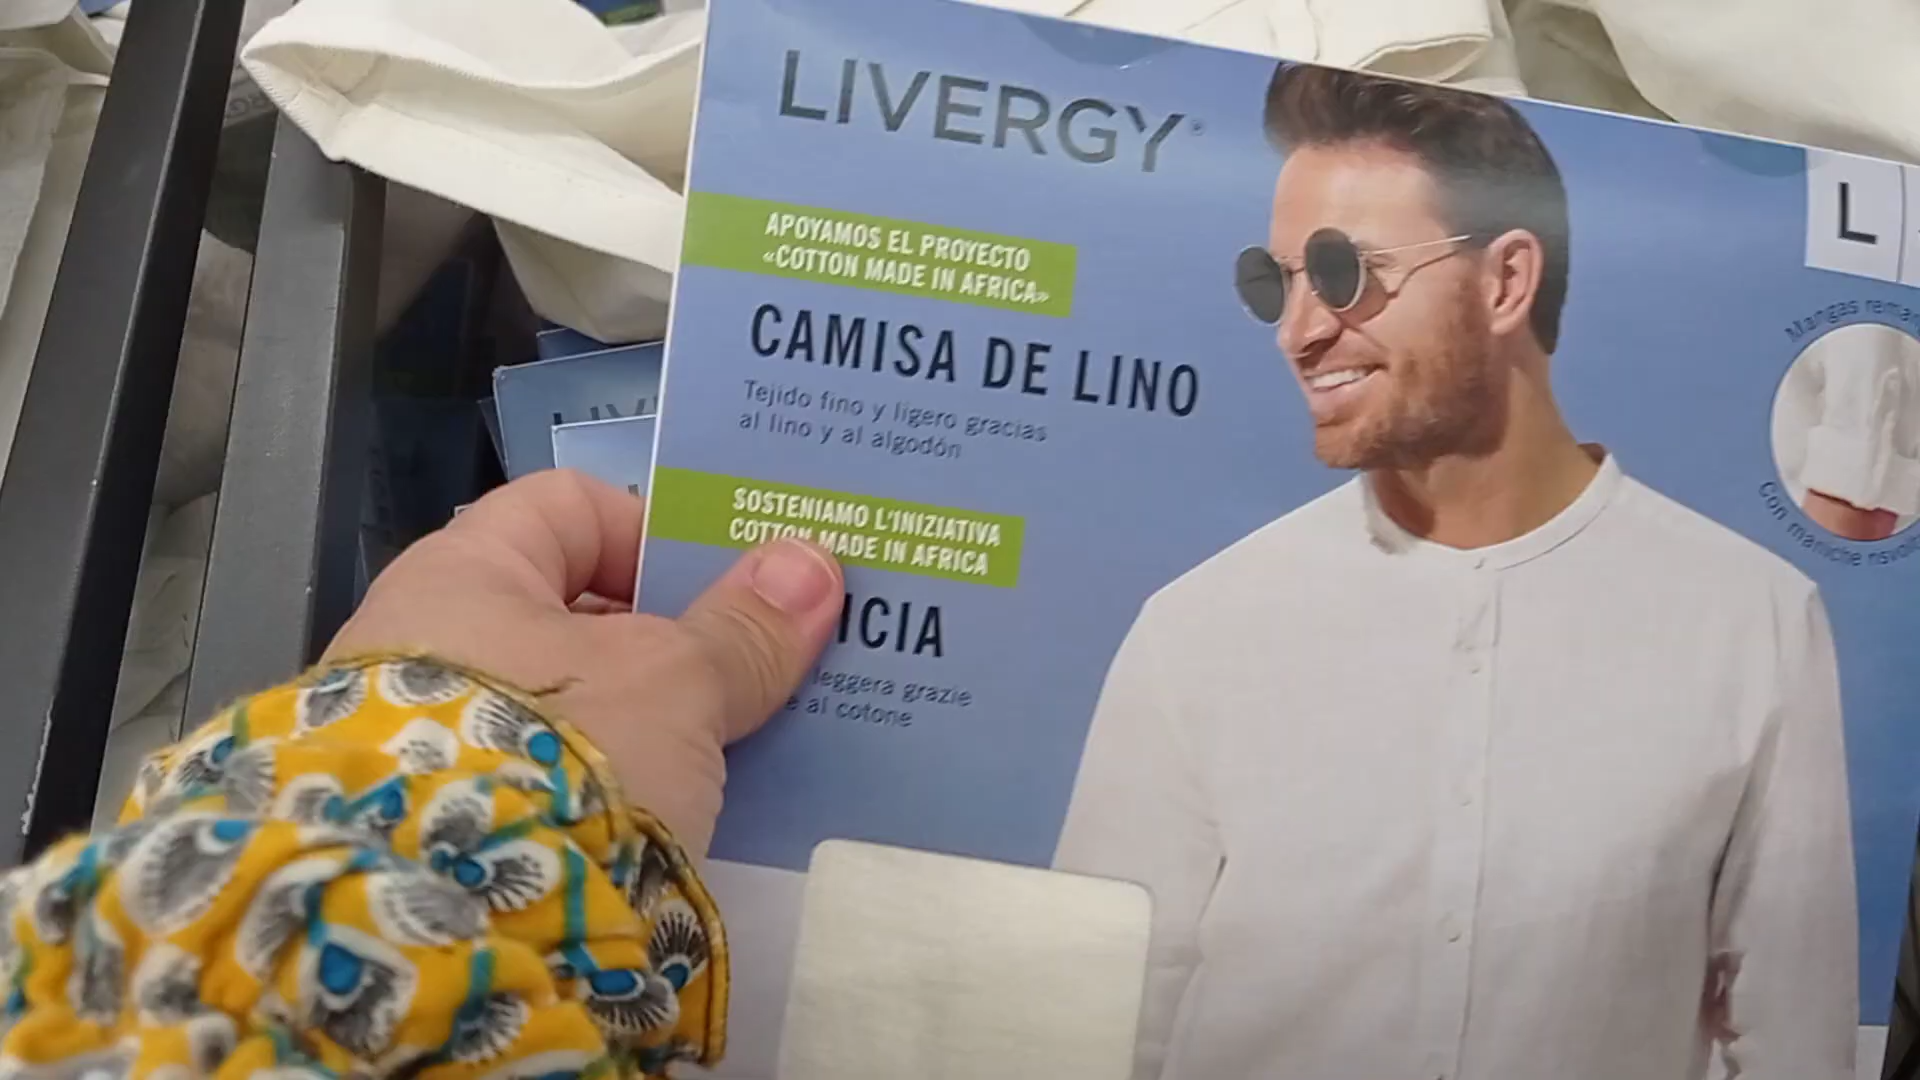 LIVERGY®
APOYAMOS EL PROYECTO
«COTTON MADE IN AFRICA»
CAMISA DE LINO
Tejido fino y ligero gracias
al lino y al algodón
SOSTENIAMO L'INIZIATIVA
COTTON MADE IN AFRICA
ICIA
leggera grazie
e al cotone
L
Mangas
Con maniche